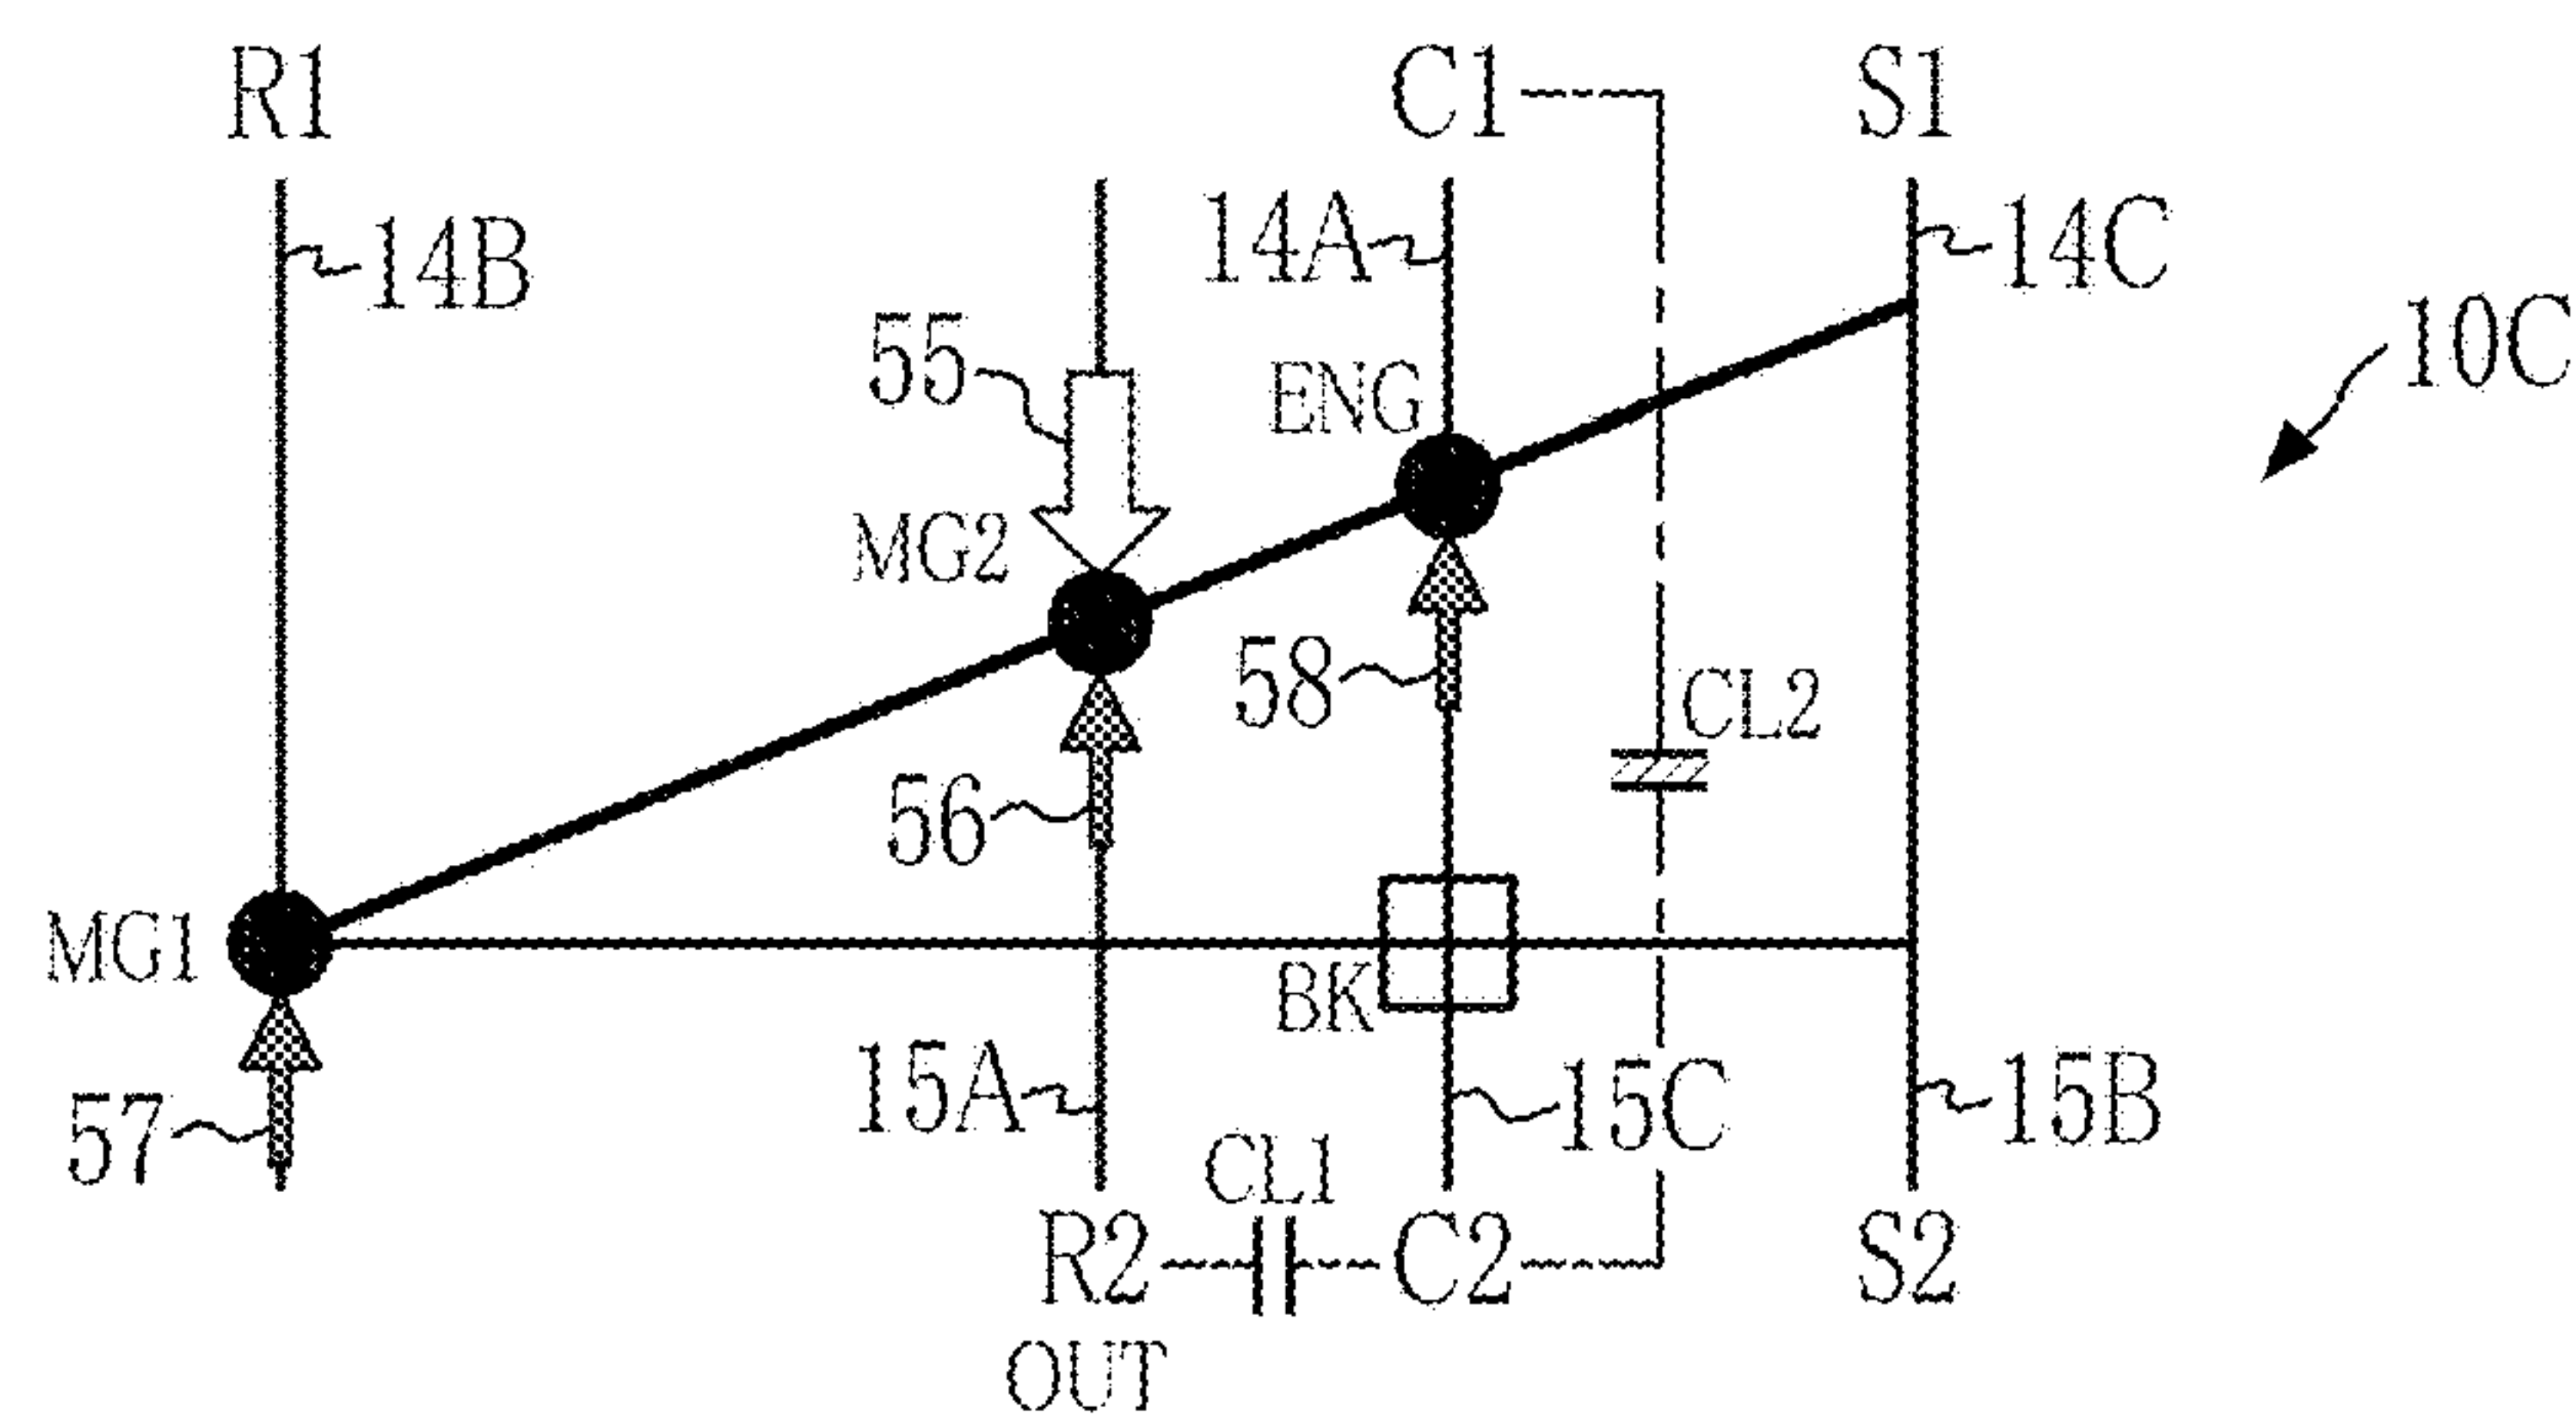 R1 C1 S1
14B 14A 14C
55 ENG 10C
MG2
58 CL2
56
MG1 BK
57 15A 15C 15B
CL1
R2 C2 S2
OUT